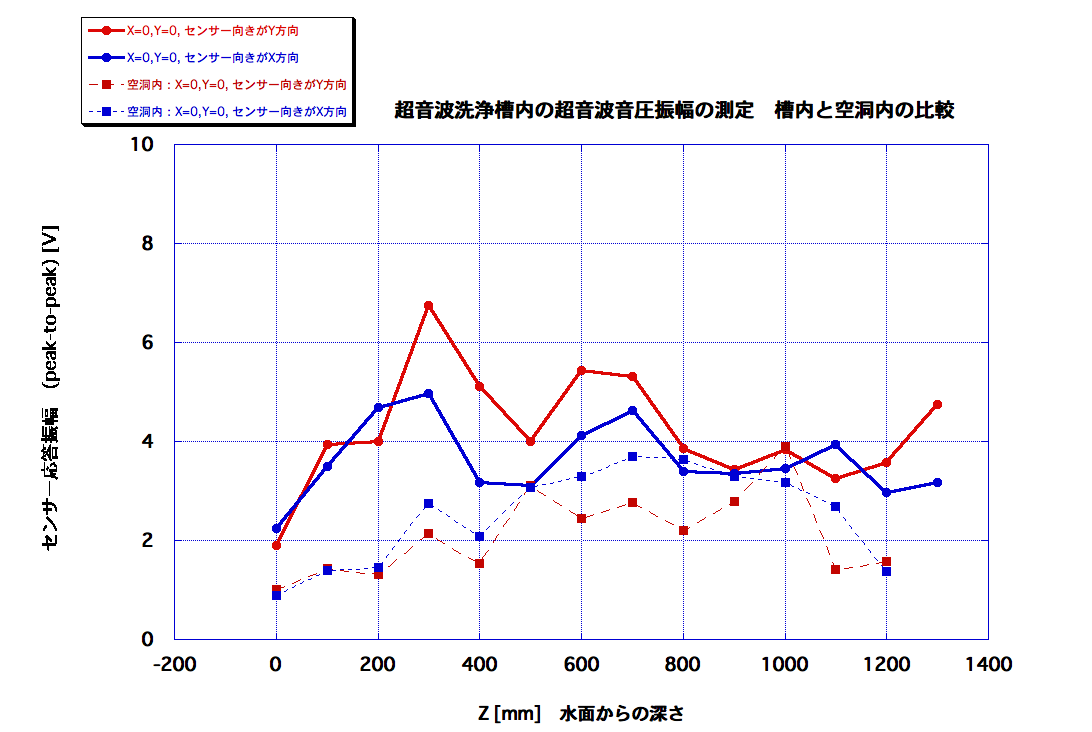 X=0,Y=0, センサー向きがY方向
X=0,Y=0, センサー向きがX方向
空洞内：X=0,Y=0, センサー向きがY方向
空洞内：X=0,Y=0, センサー向きがX方向
超音波洗浄槽内の超音波音圧振幅の測定　槽内と空洞内の比較
センサー応答振幅　(peak-to-peak) [V]
10
8
6
4
2
0
-200 0 200 400 600 800 1000 1200 1400
Z [mm]　水面からの深さ